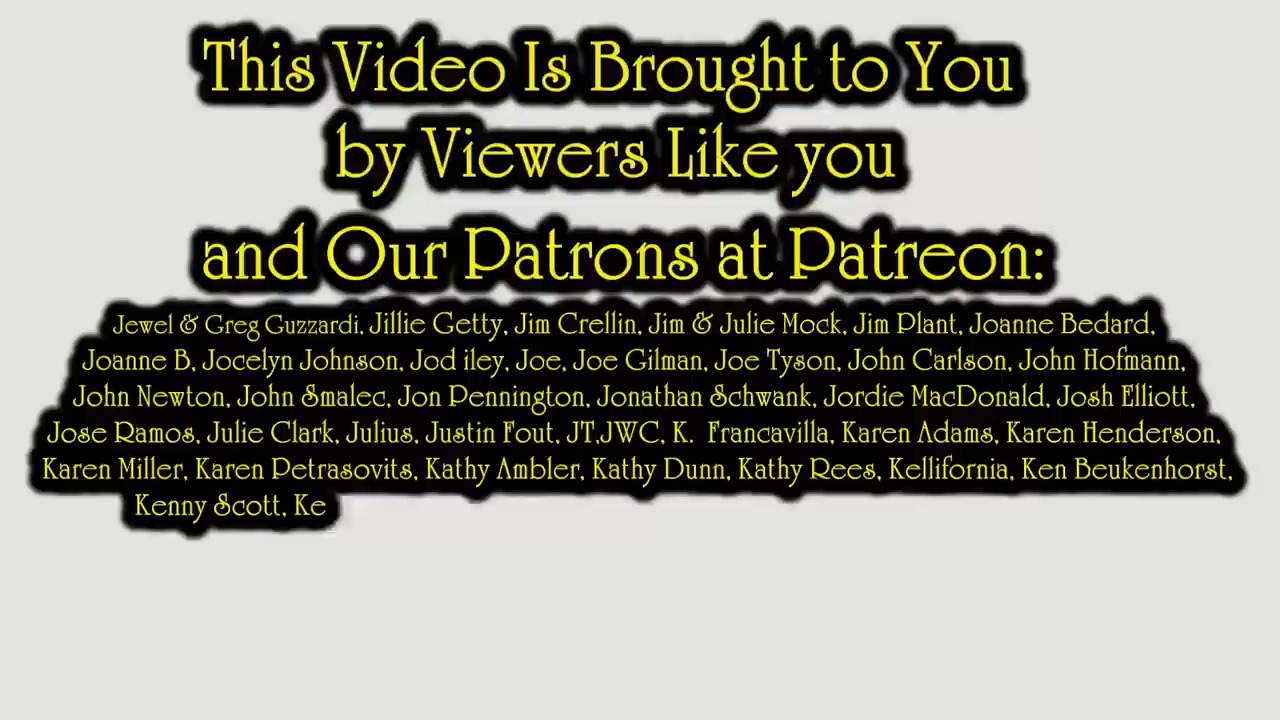 This Video Is Brought to You
by Viewers Like you
and Our Patrons at Patreon:
Jewel & Greg Guzzardi, Jillie Getty, Jim Crellin, Jim & Julie Mock, Jim Plant, Joanne Bedard,
Joanne B, Jocelyn Johnson, Jod iley, Joe, Joe Gilman, Joe Tyson, John Carlson, John Hofmann,
John Newton, John Smalec, Jon Pennington, Jonathan Schwank, Jordie MacDonald, Josh Elliott,
Jose Ramos, Julie Clark, Julius, Justin Fout, JT,JWC, K. Francavilla, Karen Adams, Karen Henderson,
Karen Miller, Karen Petrasovits, Kathy Ambler, Kathy Dunn, Kathy Rees, Kellifornia, Ken Beukenhorst,
Kenny Scott, Ke